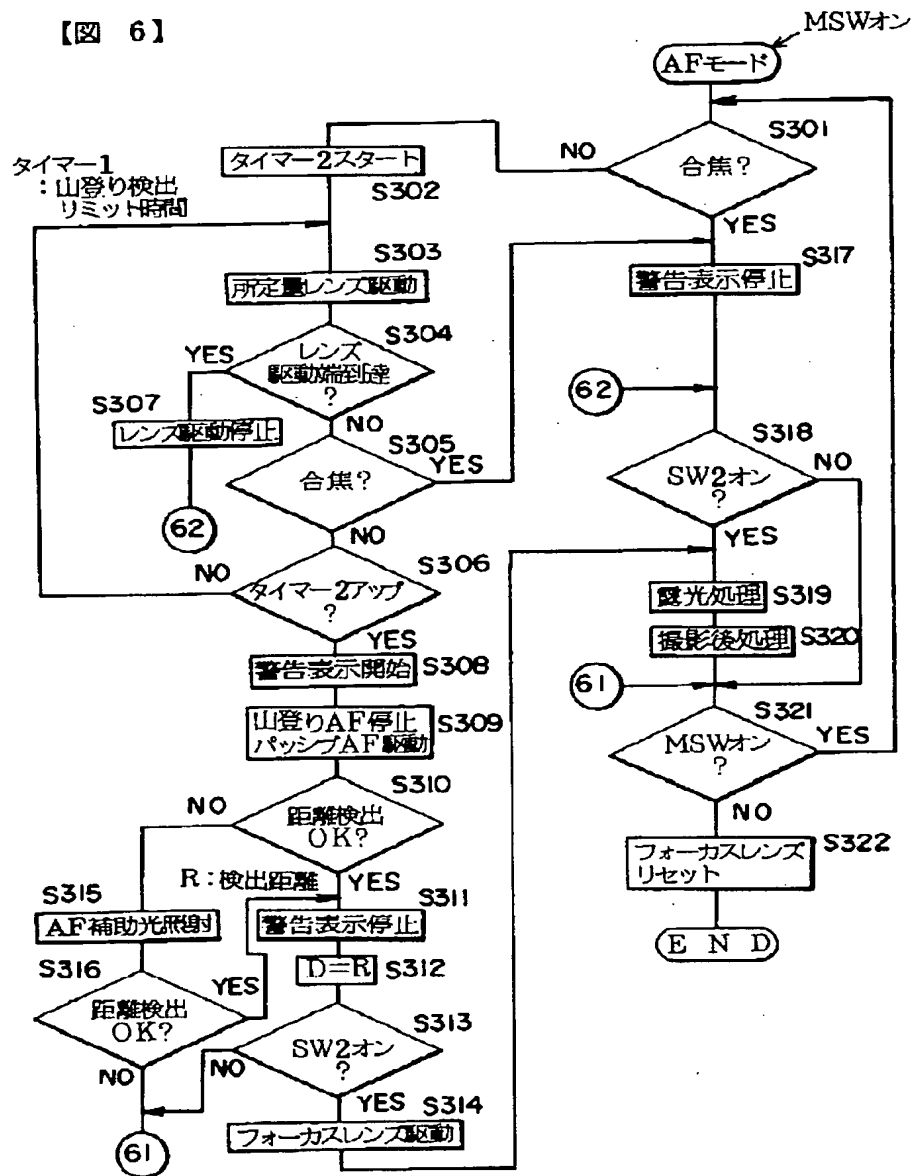 【図 6】
MSWオン
AFモード
S301
合焦?
NO
YES
タイマー2スタート
S302
タイマー1
:山登り検出
リミット時間
S303
所定量レンズ駆動
S304
レンズ
駆動端到達
?
YES
NO
S307
レンズ駆動停止
62
S305
合焦?
YES
NO
S306
タイマー2アップ
?
NO
YES
警告表示開始
S308
山登りAF停止
パッシブAF駆動
S309
S310
距離検出
OK?
NO
YES
R:検出距離
S311
警告表示停止
D=R
S312
S313
SW2オン
?
NO
YES
S314
フォーカスレンズ駆動
S315
AF補助光照射
S316
距離検出
OK?
YES
NO
61
S317
警告表示停止
62
S318
SW2オン
?
NO
YES
露光処理
S319
撮影後処理
S320
61
S321
MSWオン
?
YES
NO
S322
フォーカスレンズ
リセット
END